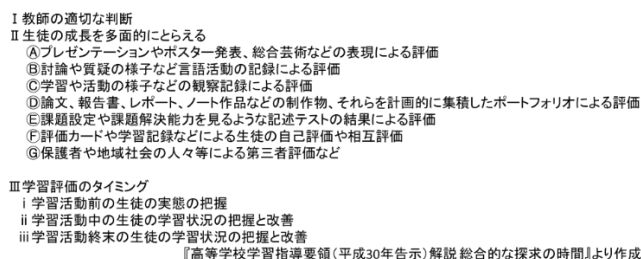 Ⅰ教師の適切な判断
Ⅱ生徒の成長を多面的にとらえる
Ⓐプレゼンテーションやポスター発表、総合芸術などの表現による評価
Ⓑ討論や質疑の様子など言語活動の記録による評価
Ⓒ学習や活動の様子などの観察記録による評価
Ⓓ論文、報告書、レポート、ノート作品などの制作物、それらを計画的に集積したポートフォリオによる評価
Ⓔ課題設定や課題解決能力を見るような記述テストの結果による評価
Ⓕ評価カードや学習記録などによる生徒の自己評価や相互評価
Ⓖ保護者や地域社会の人々等による第三者評価など
Ⅲ学習評価のタイミング
ⅰ学習活動前の生徒の実態の把握
ⅱ学習活動中の生徒の学習状況の把握と改善
ⅲ学習活動終末の生徒の学習状況の把握と改善
『高等学校学習指導要領(平成30年告示)解説 総合的な探求の時間』より作成